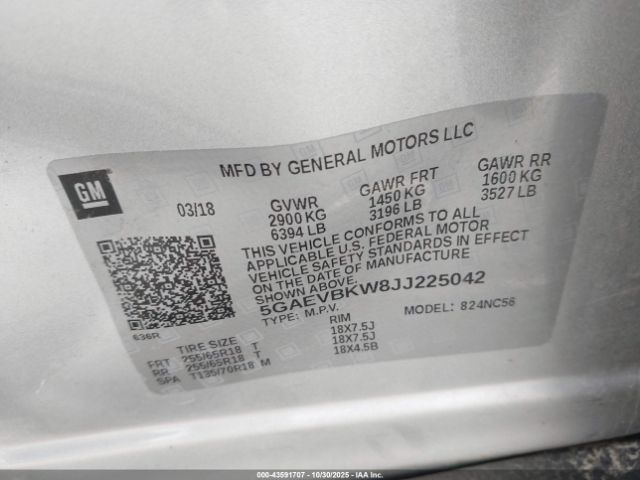 MFD BY GENERAL MOTORS LLC
GM
03/18 GVWR GAWR FRT GAWR RR
2900 KG 1450 KG 1600 KG
6394 LB 3196 LB 3527 LB
THIS VEHICLE CONFORMS TO ALL
APPLICABLE U.S. FEDERAL MOTOR
VEHICLE SAFETY STANDARDS IN EFFECT
ON THE DATE OF MANUFACTURE
SHOWN ABOVE.
5GAEVBKW8JJ225042
TYPE: M.P.V. MODEL: 824NC56
636R
TIRE SIZE RIM
FRT 255/65R18 T 18X7.5J
RR 255/65R18 T 18X7.5J
SPA T135/70R18 M 18X4.5B
00-43591707 - 10/30/2025 - IAA, Inc.